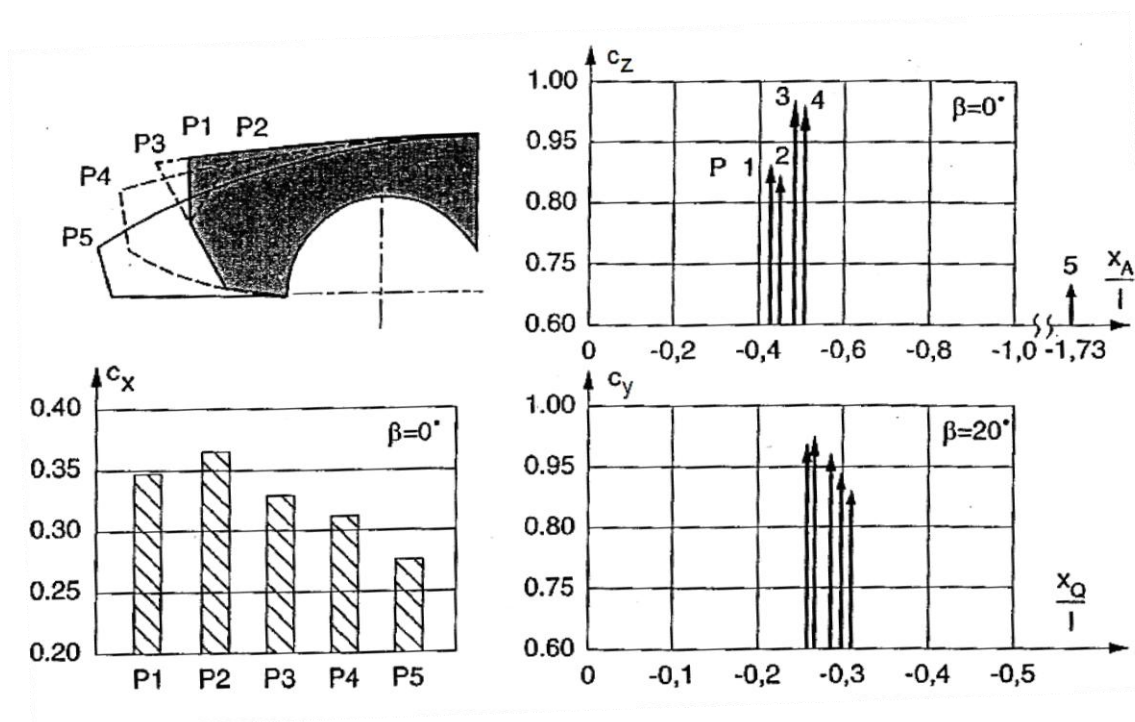 P1 P2
P3
P4
P5
c_z
1.00
0.95
0.80
0.75
0.60
β=0°
3 4
P 1 2
5
x_A
l
0 -0,2 -0,4 -0,6 -0,8 -1,0 -1,73
c_x
0.40
0.35
0.30
0.25
0.20
β=0°
P1 P2 P3 P4 P5
c_y
1.00
0.95
0.80
0.75
0.60
β=20°
x_Q
l
0 -0,1 -0,2 -0,3 -0,4 -0,5